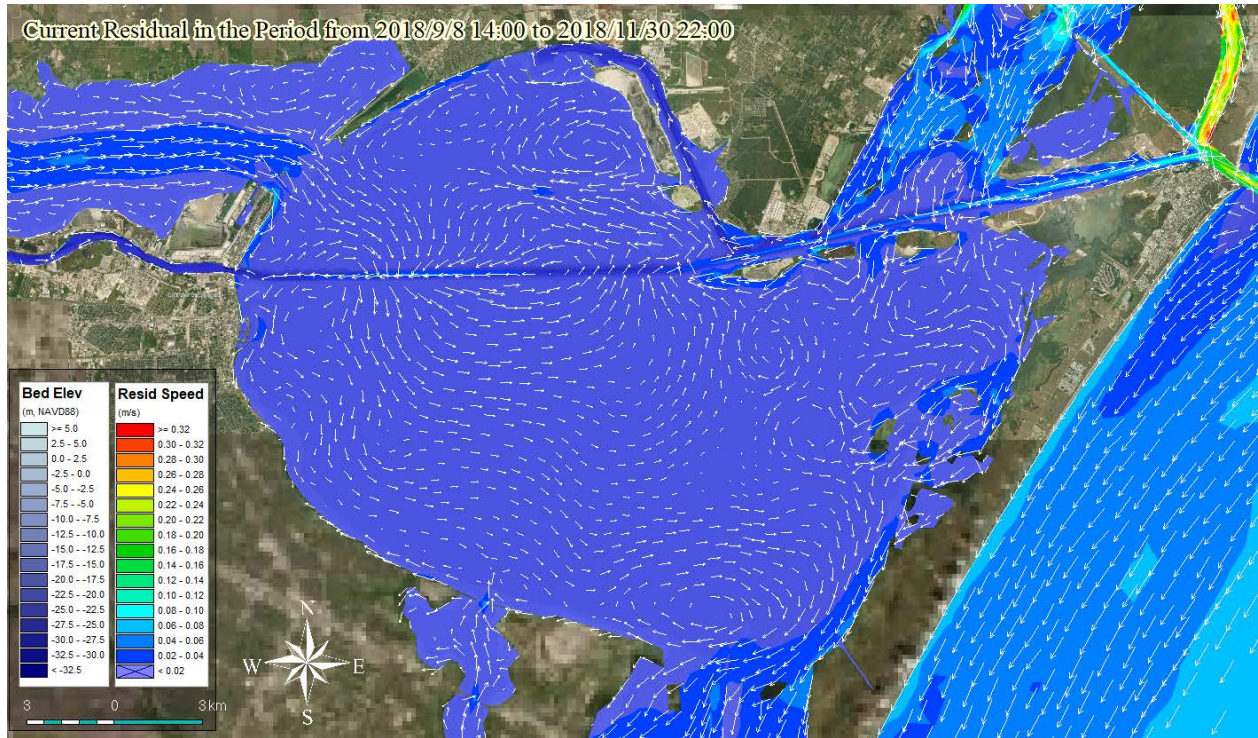 Current Residual in the Period from 2018/9/8 14:00 to 2018/11/30 22:00
Bed Elev
(m, NAVD88)
>= 5.0
2.5 - 5.0
0.0 - 2.5
-2.5 - 0.0
-5.0 - -2.5
-7.5 - -5.0
-10.0 - -7.5
-12.5 - -10.0
-15.0 - -12.5
-17.5 - -15.0
-20.0 - -17.5
-22.5 - -20.0
-25.0 - -22.5
-27.5 - -25.0
-30.0 - -27.5
-32.5 - -30.0
< -32.5
Resid Speed
(m/s)
>= 0.32
0.30 - 0.32
0.28 - 0.30
0.26 - 0.28
0.24 - 0.26
0.22 - 0.24
0.20 - 0.22
0.18 - 0.20
0.16 - 0.18
0.14 - 0.16
0.12 - 0.14
0.10 - 0.12
0.08 - 0.10
0.06 - 0.08
0.04 - 0.06
0.02 - 0.04
< 0.02
N
W E
S
3 0 3 km